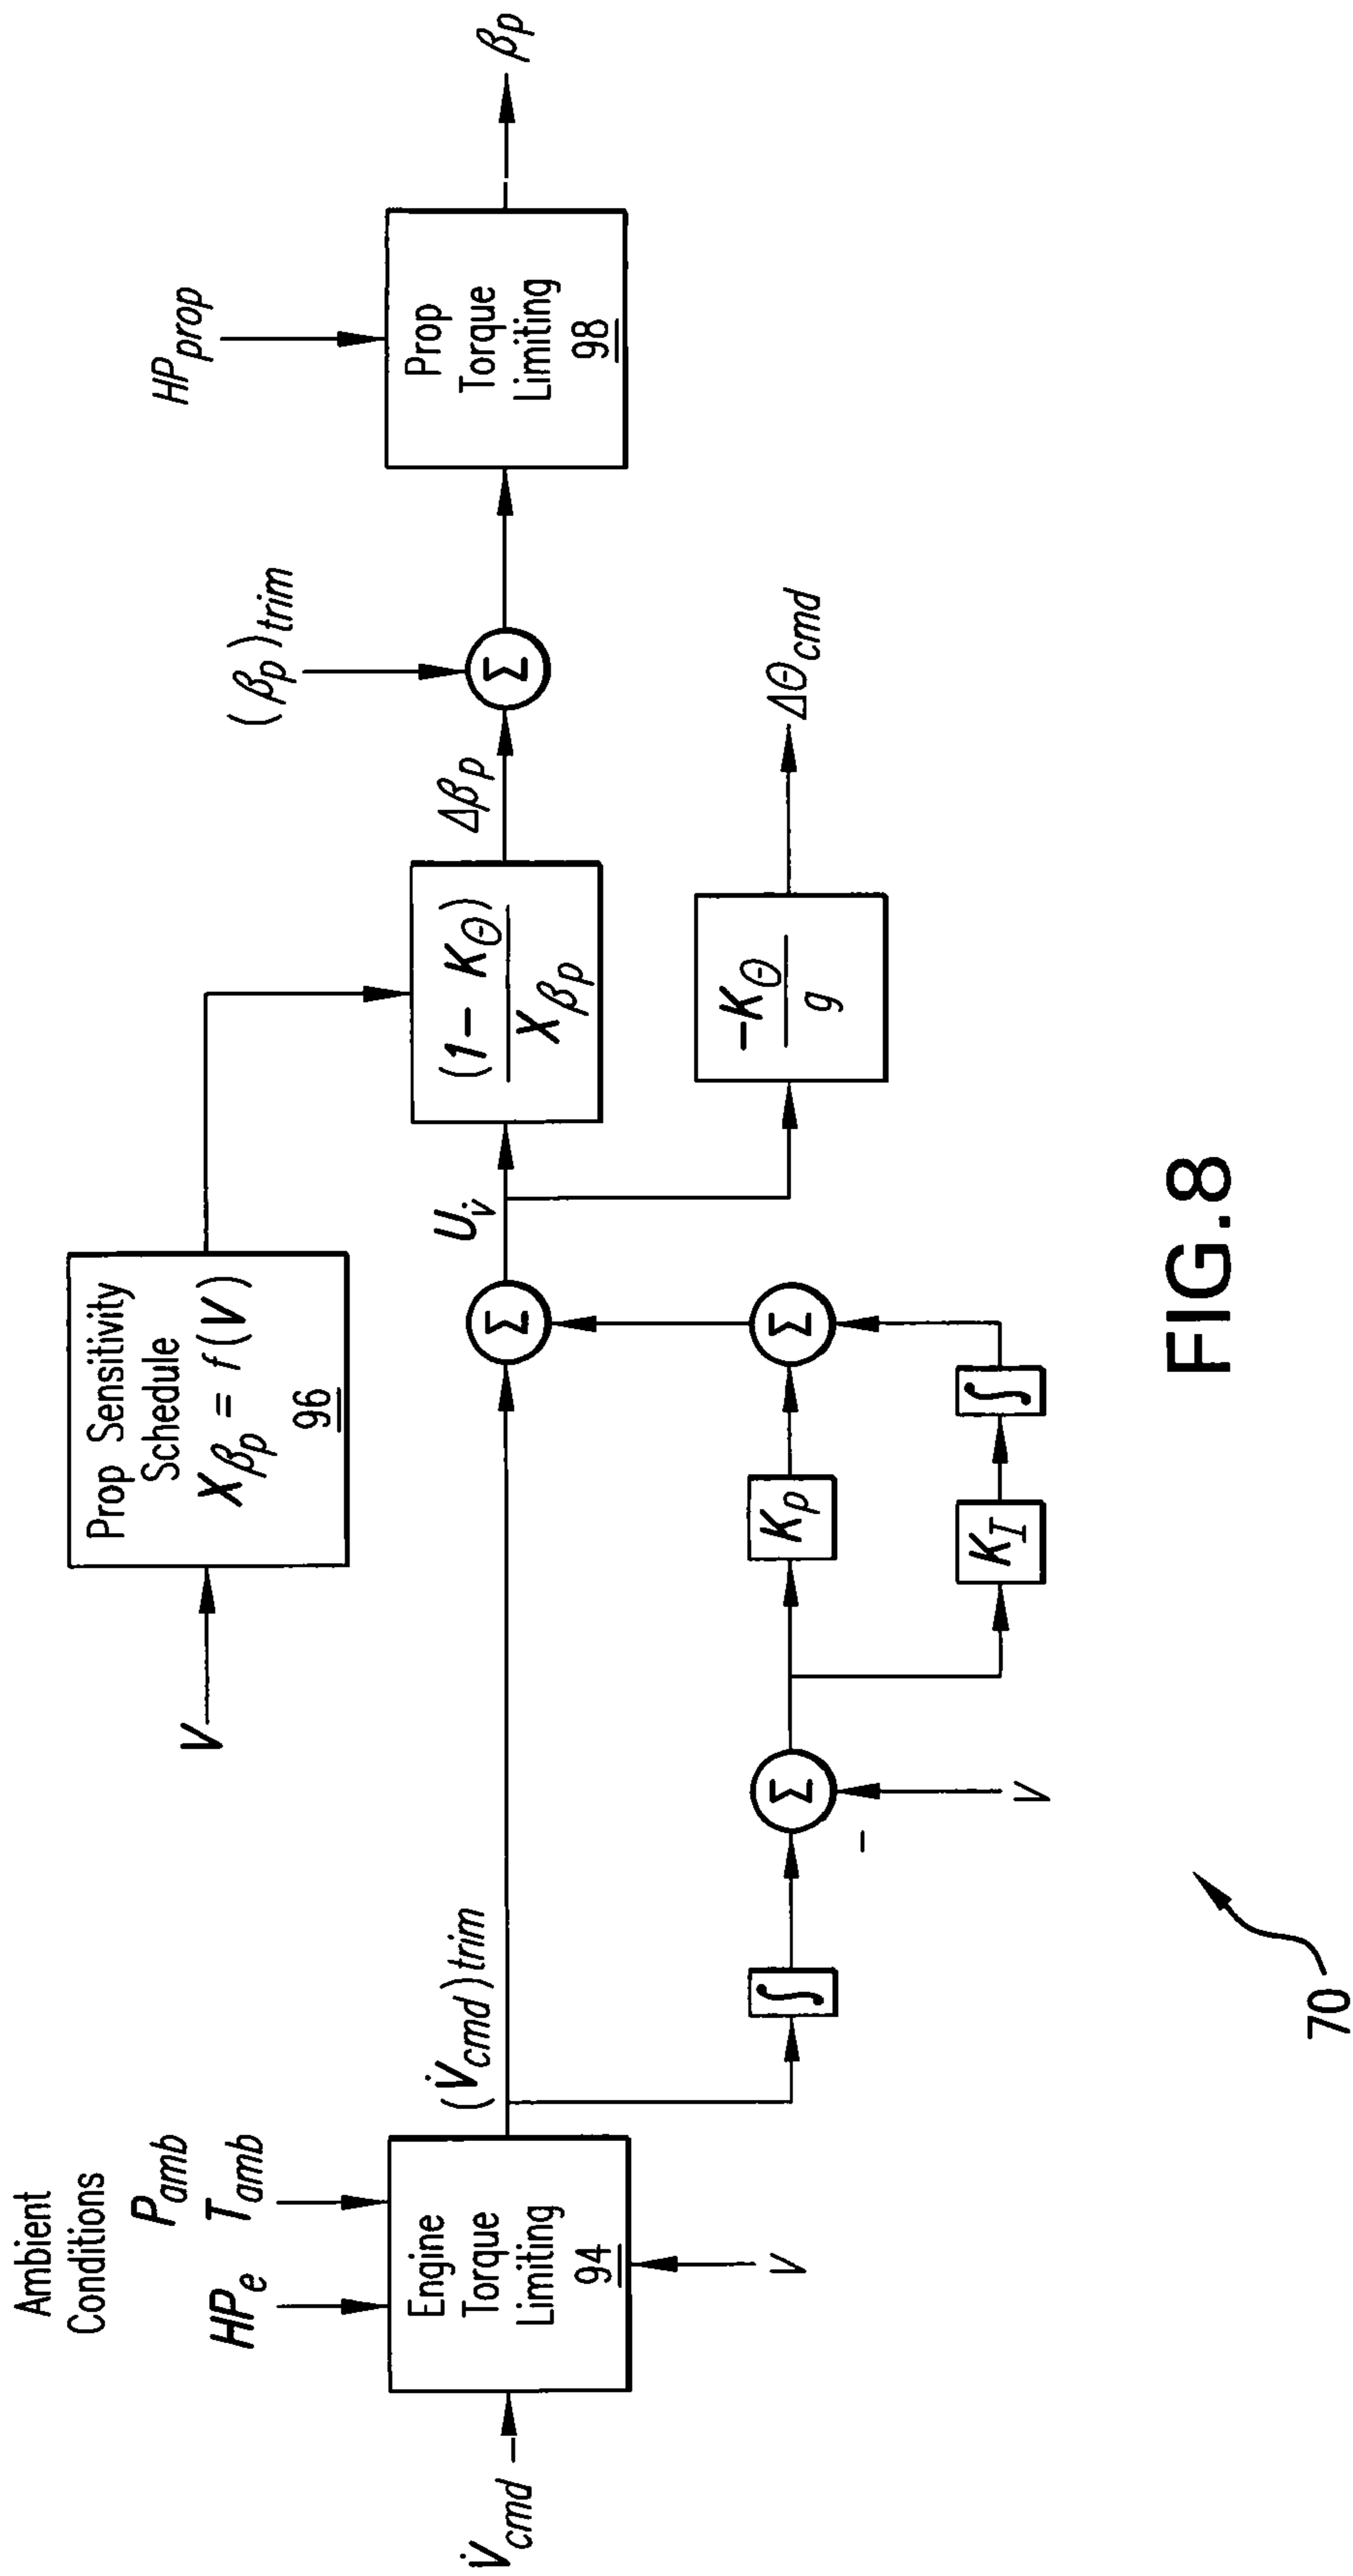 Ambient
Conditions
P_amb
HP_e T_amb
V̇_cmd
Engine
Torque
Limiting
94
V
(V̇_cmd)trim
∫
Σ
-
V
K_p
K_I
∫
Σ
Σ
U_v̇
V
Prop Sensitivity
Schedule
X_βp = f(V)
96
(1- K_Θ)
X_βp
-K_Θ
g
ΔΘ_cmd
Δβ_p
(β_p)trim
Σ
HP_prop
Prop
Torque
Limiting
98
β_p
70
FIG.8